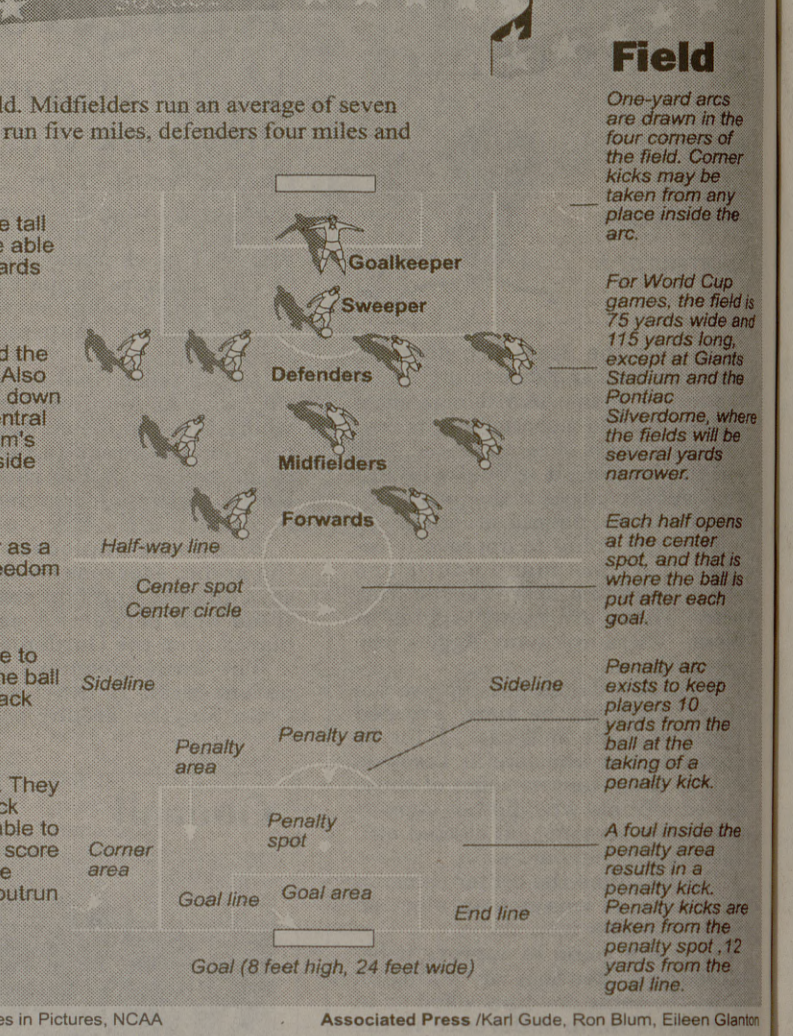 SOCCER
ld. Midfielders run an average of seven
run five miles, defenders four miles and
e tall
e able
ards
d the
Also
down
entral
m's
side
r as a
eedom
e to
he ball
ack
. They
ck
able to
score
e
outrun
Goalkeeper
Sweeper
Defenders
Midfielders
Forwards
Half-way line
Center spot
Center circle
Sideline
Sideline
Penalty arc
Penalty
area
Penalty
spot
Corner
area
Goal line
Goal area
End line
Goal (8 feet high, 24 feet wide)
Field
One-yard arcs
are drawn in the
four corners of
the field. Corner
kicks may be
taken from any
place inside the
arc.
For World Cup
games, the field is
75 yards wide and
115 yards long,
except at Giants
Stadium and the
Pontiac
Silverdome, where
the fields will be
several yards
narrower.
Each half opens
at the center
spot, and that is
where the ball is
put after each
goal.
Penalty arc
exists to keep
players 10
yards from the
ball at the
taking of a
penalty kick.
A foul inside the
penalty area
results in a
penalty kick.
Penalty kicks are
taken from the
penalty spot ,12
yards from the
goal line.
es in Pictures, NCAA
Associated Press /Karl Gude, Ron Blum, Eileen Glanton